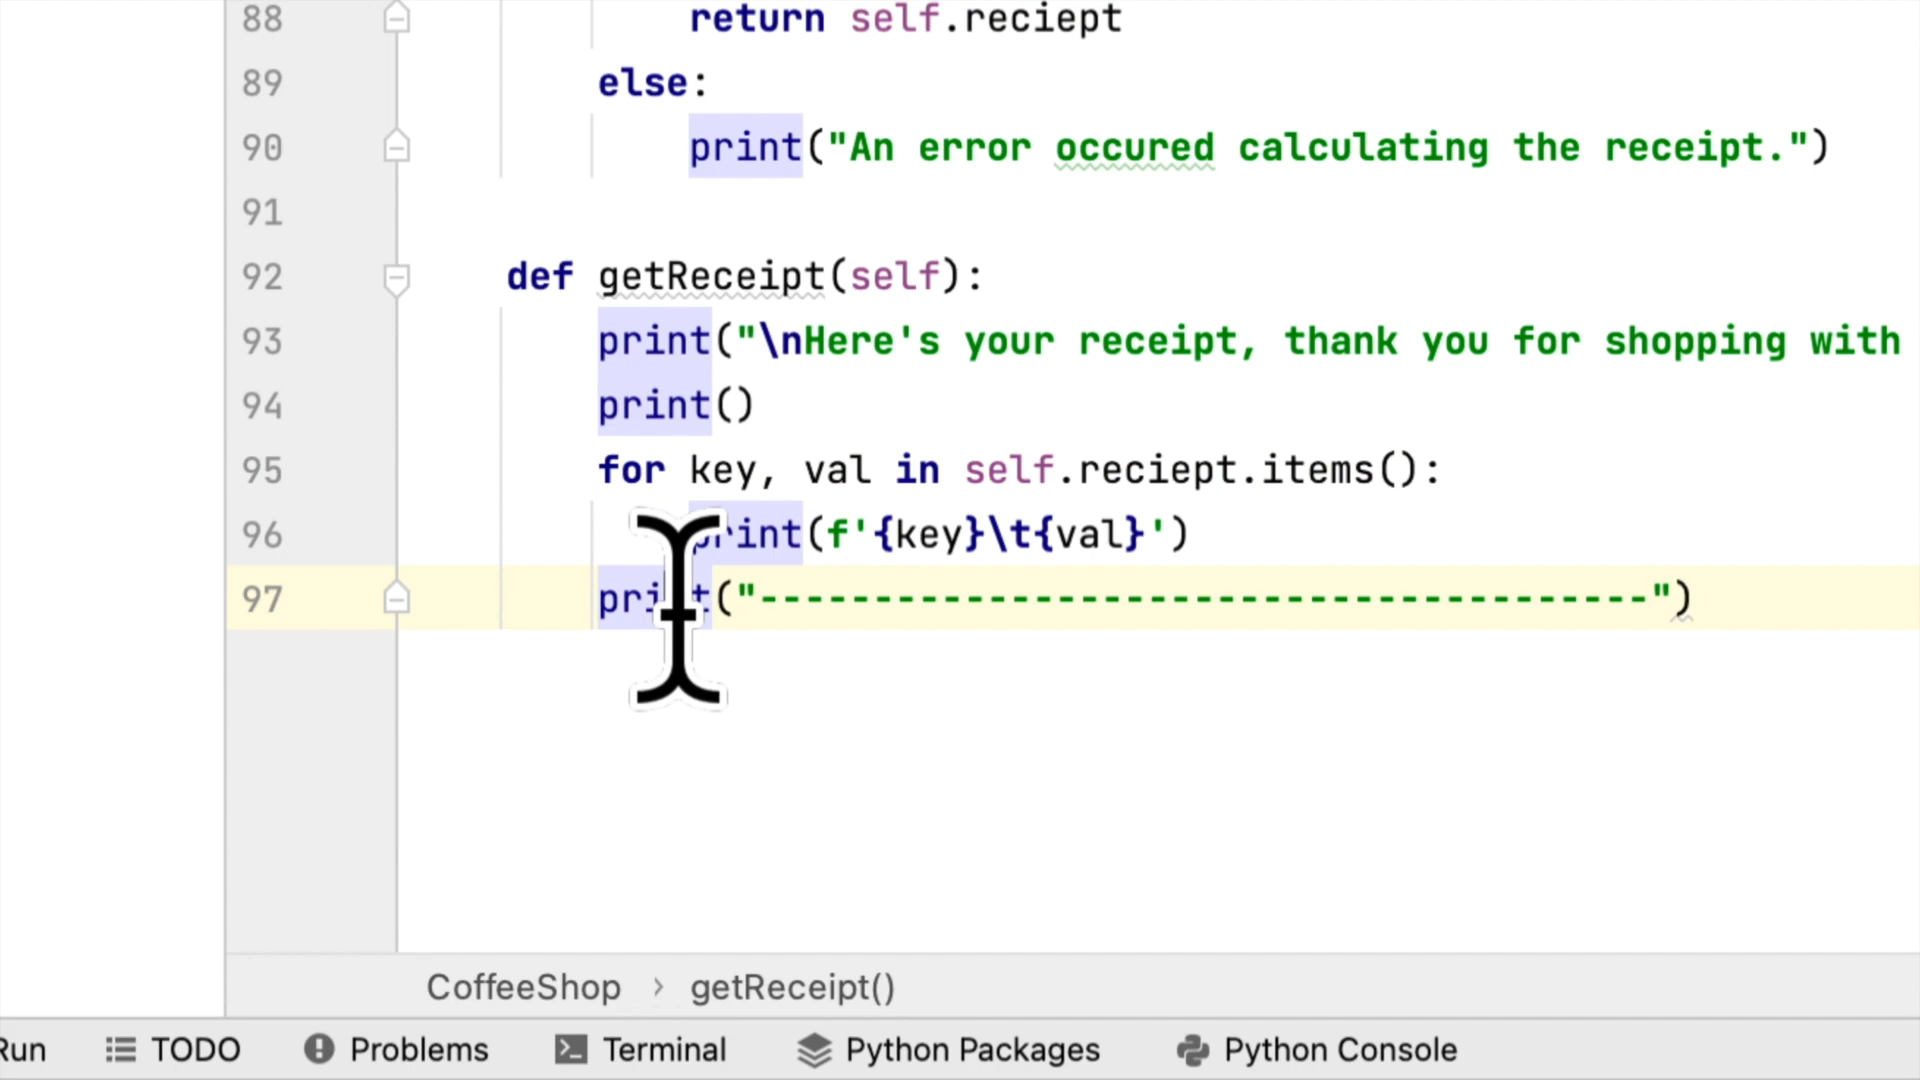 88 return self.reciept
89 else:
90 print("An error occured calculating the receipt.")
91
92 def getReceipt(self):
93 print("\nHere's your receipt, thank you for shopping with
94 print()
95 for key, val in self.reciept.items():
96 print(f'{key}\t{val}')
97 print("---------------------------------------")
CoffeeShop › getReceipt()
Run TODO Problems Terminal Python Packages Python Console